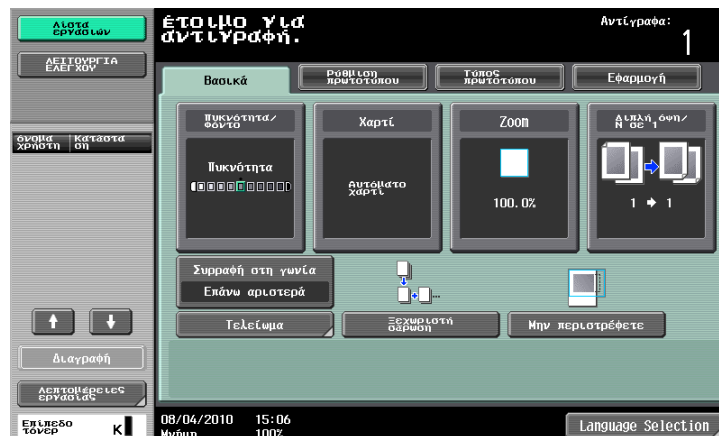 Λίστα
εργασιών
έτοιμο για
αντιγραφή.
Αντίγραφα:
1
ΛΕΙΤΟΥΡΓΙΑ
ΕΛΕΓΧΟΥ
Βασικά
Ρύθμιση
πρωτοτύπου
Τύπος
πρωτοτύπου
Εφαρμογή
όνομα
χρήστη
Κατάστα
ση
Πυκνότητα/
Φόντο
Χαρτί
Zoom
Διπλή όψη/
Ν σε 1
Πυκνότητα
Αυτόματο
χαρτί
100.0%
1 → 1
Συρραφή στη γωνία
Επάνω αριστερά
Τελείωμα
Ξεχωριστή
σάρωση
Μην περιστρέφετε
Διαγραφή
Λεπτομέρειες
εργασίας
Επίπεδο
τόνερ
K
08/04/2010 15:06
Μνήμη 100%
Language Selection